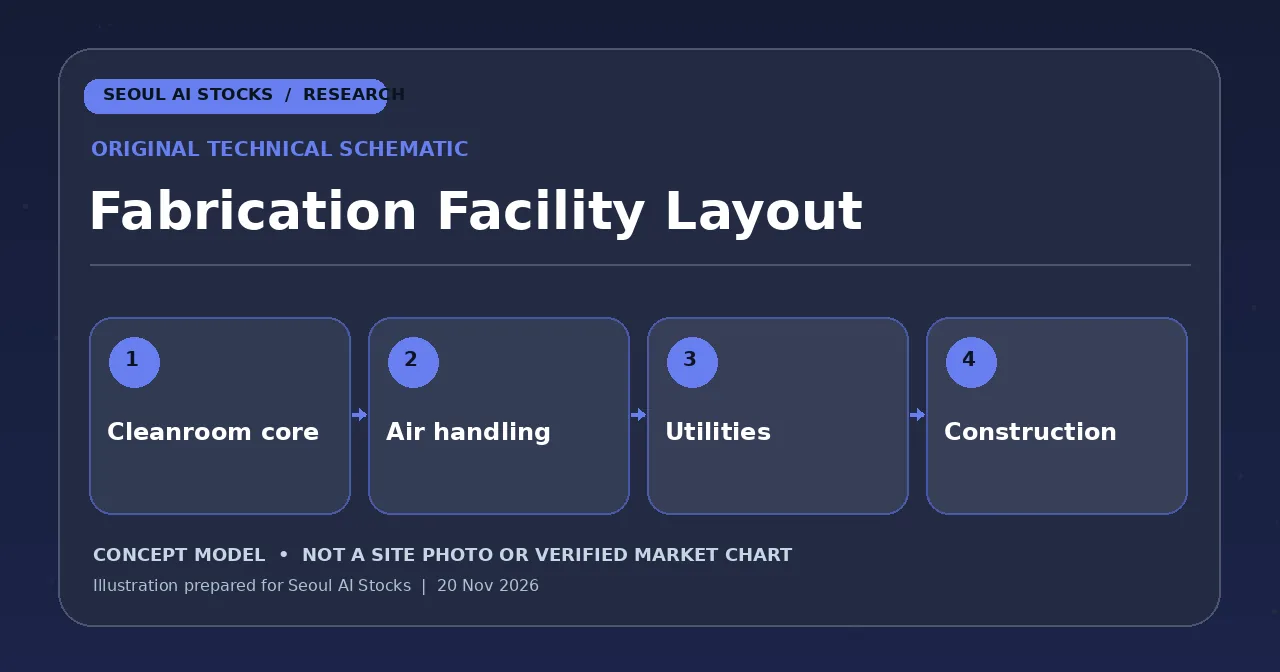 SEOUL AI STOCKS / RESEARCH
ORIGINAL TECHNICAL SCHEMATIC
Fabrication Facility Layout
1
Cleanroom core
2
Air handling
3
Utilities
4
Construction
CONCEPT MODEL • NOT A SITE PHOTO OR VERIFIED MARKET CHART
Illustration prepared for Seoul AI Stocks | 20 Nov 2026